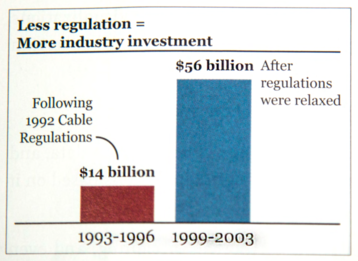 Less regulation =
More industry investment
$56 billion After
regulations
were relaxed
Following
1992 Cable
Regulations
$14 billion
1993-1996 1999-2003